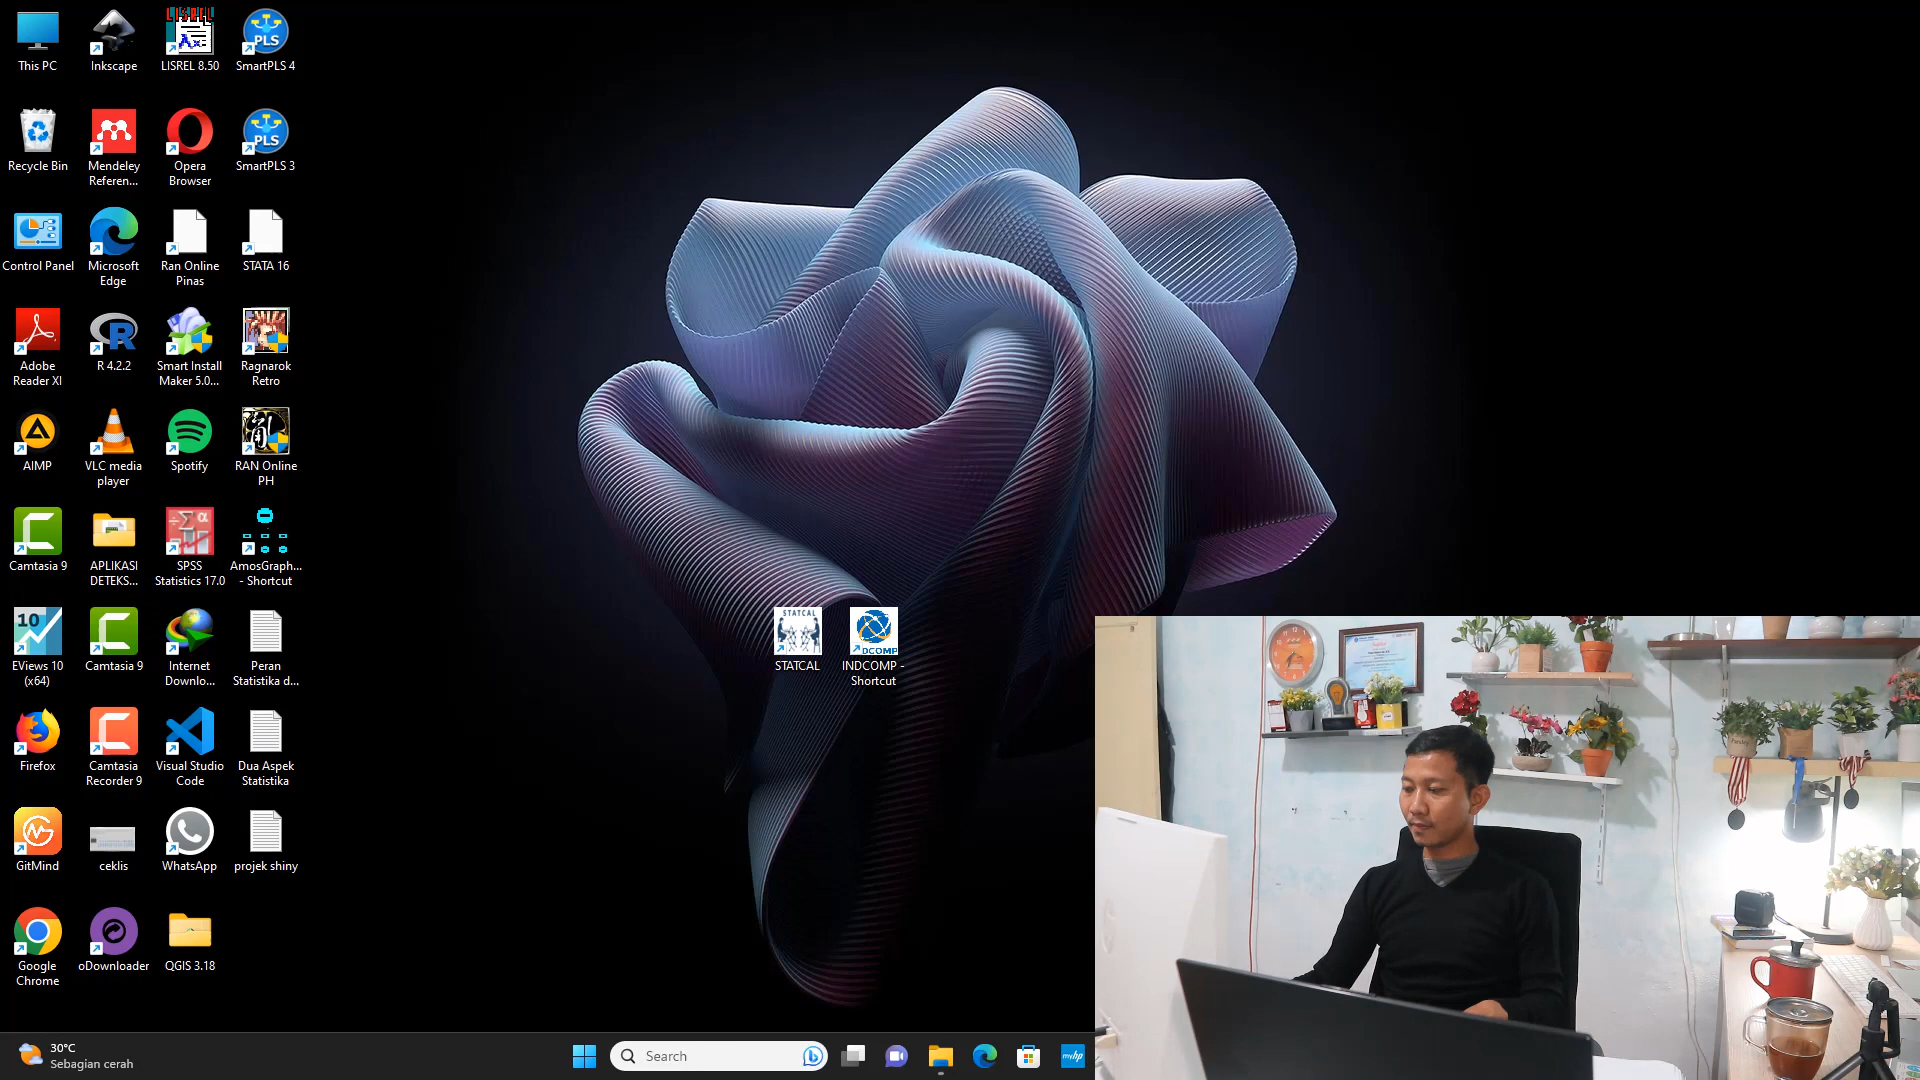 This PC
Inkscape
LISREL 8.50
SmartPLS 4
Recycle Bin
Mendeley
Referen...
Opera
Browser
SmartPLS 3
Control Panel
Microsoft
Edge
Ran Online
Pinas
STATA 16
Adobe
Reader XI
R 4.2.2
Smart Install
Maker 5.0...
Ragnarok
Retro
AIMP
VLC media
player
Spotify
RAN Online
PH
Camtasia 9
APLIKASI
DETEKS...
SPSS
Statistics 17.0
AmosGraph...
- Shortcut
EViews 10
(x64)
Camtasia 9
Internet
Downlo...
Peran
Statistika d...
STATCAL
INDCOMP -
Shortcut
Firefox
Camtasia
Recorder 9
Visual Studio
Code
Dua Aspek
Statistika
GitMind
ceklis
WhatsApp
projek shiny
Google
Chrome
oDownloader
QGIS 3.18
30°C
Sebagian cerah
Search